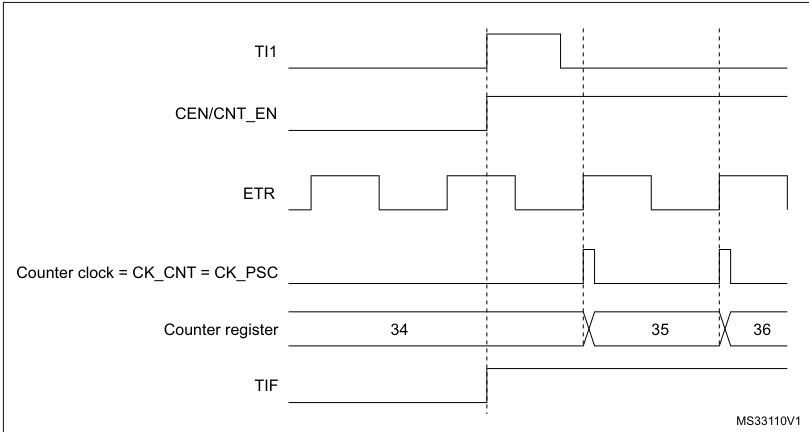 TI1
CEN/CNT_EN
ETR
Counter clock = CK_CNT = CK_PSC
Counter register 34 35 36
TIF
MS33110V1